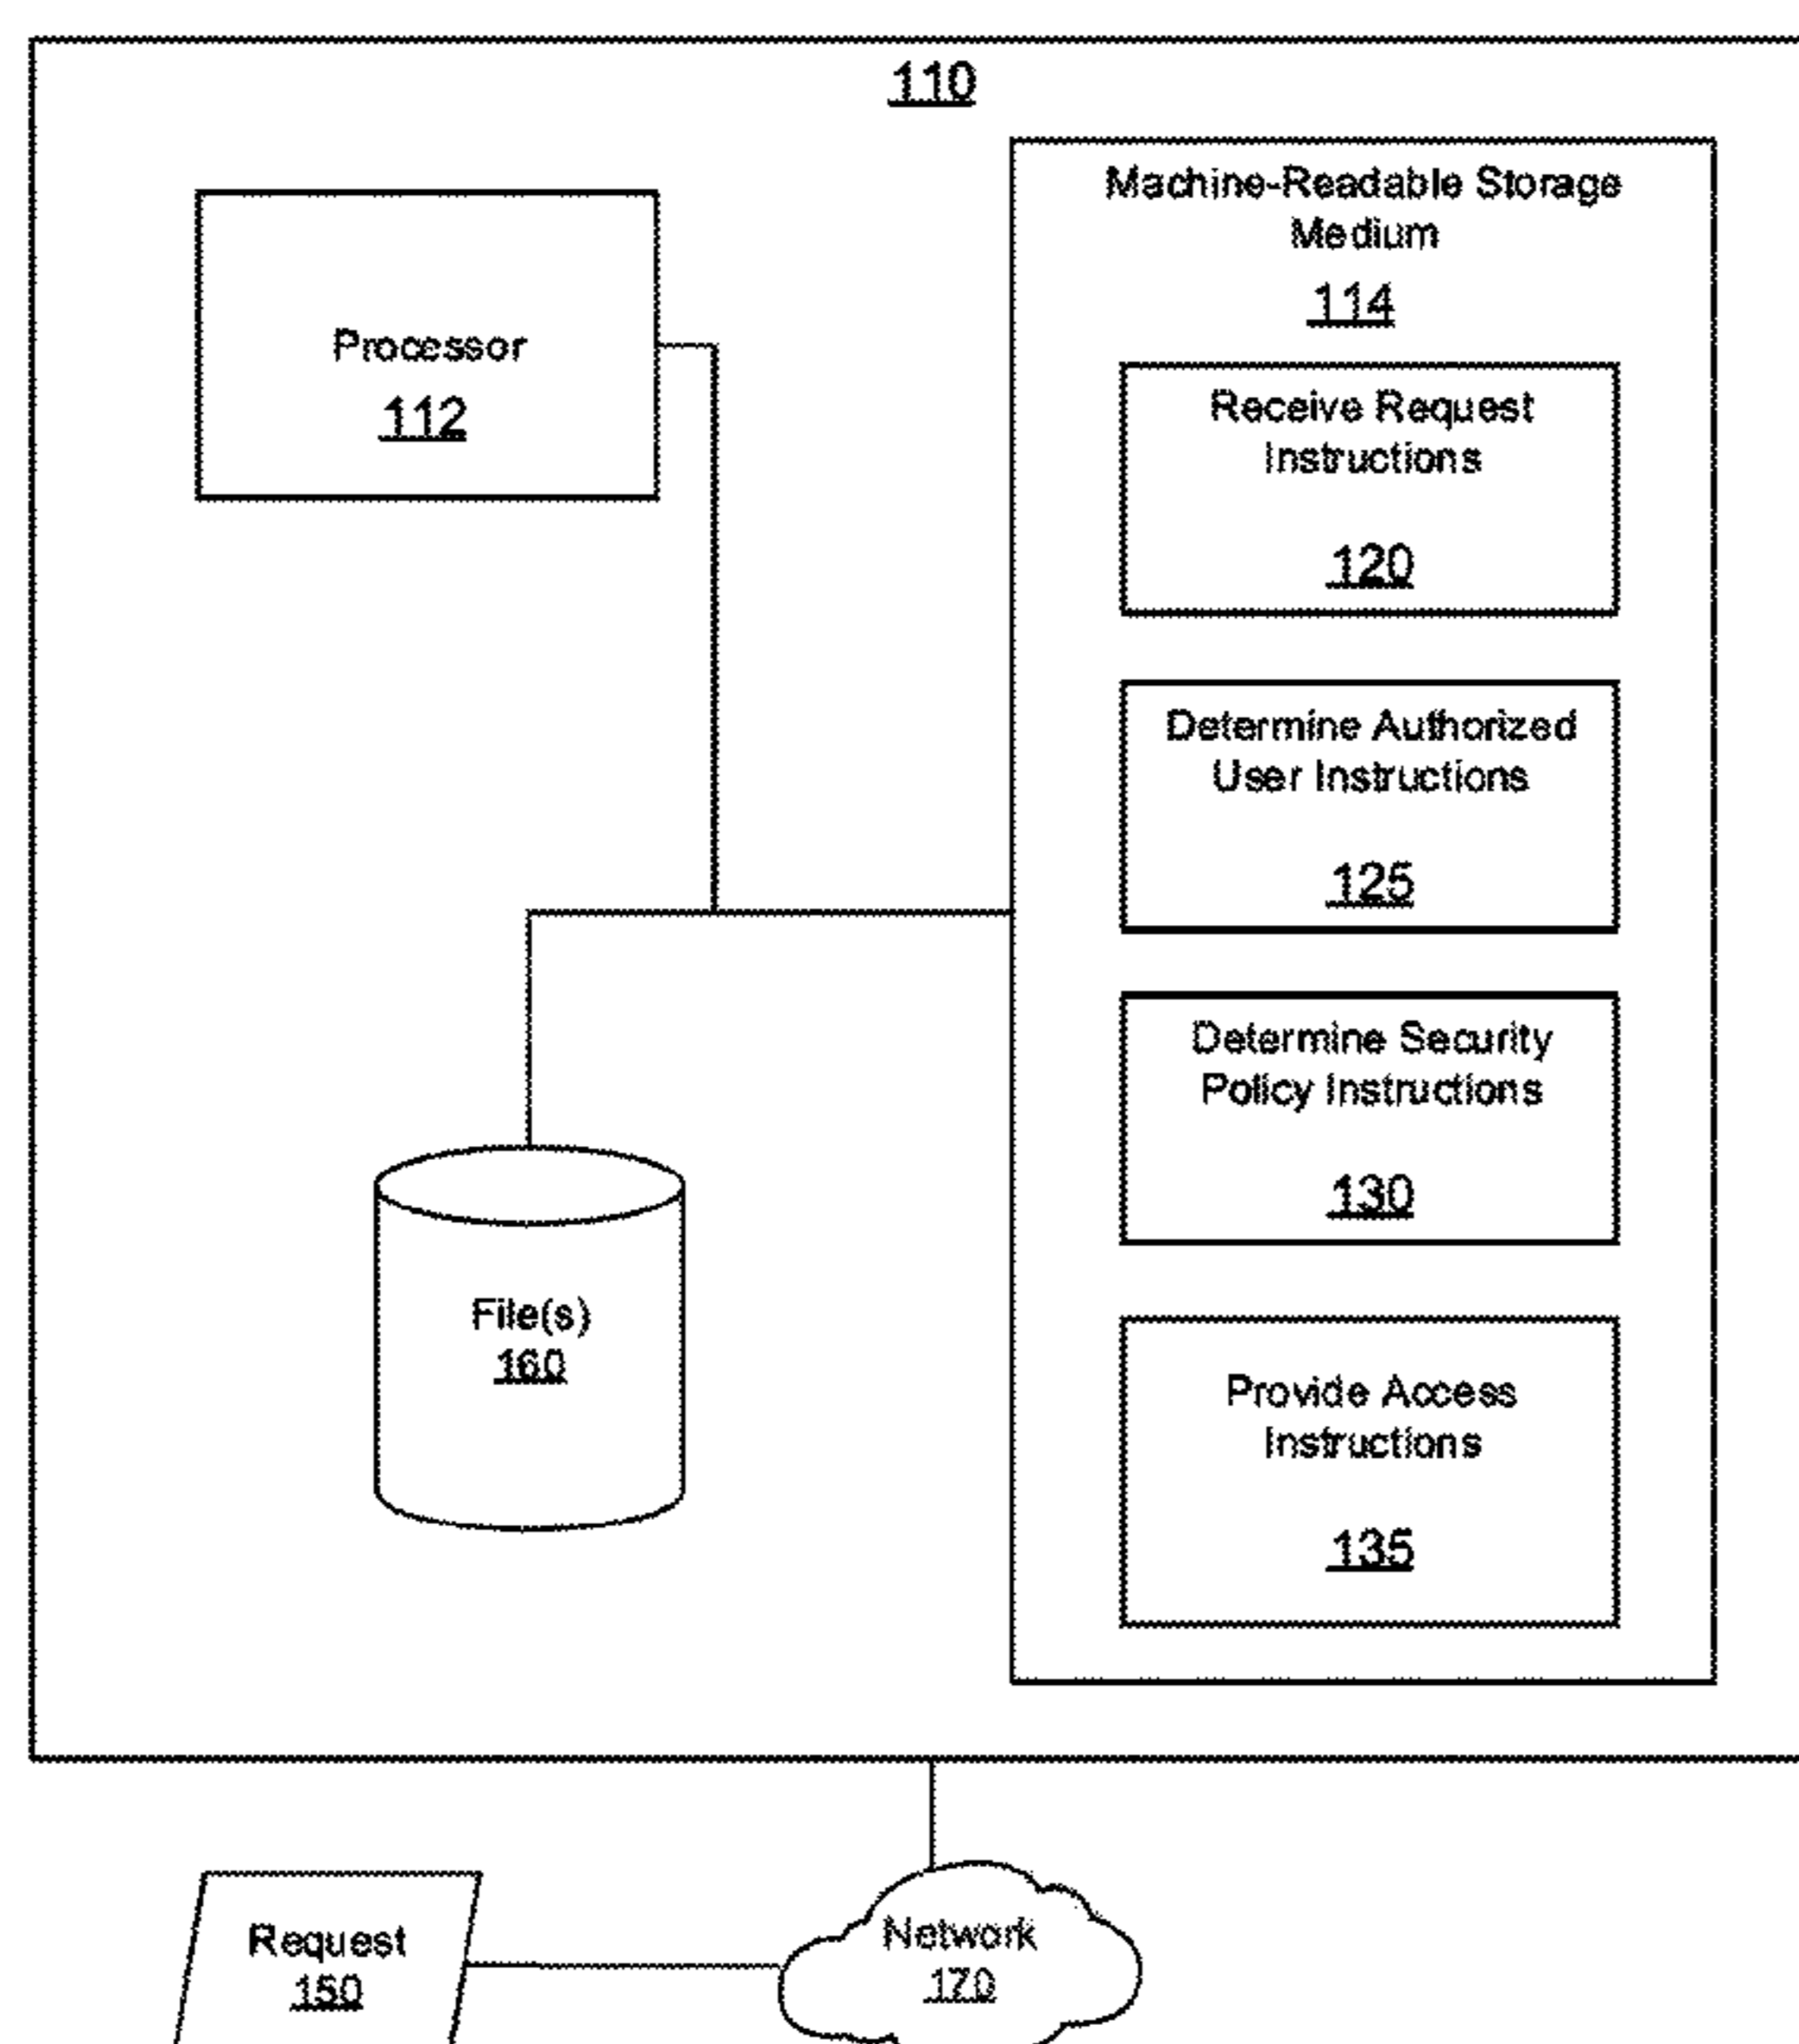 110
Machine-Readable Storage
Medium
114
Processor
112
Receive Request
Instructions
120
Determine Authorized
User Instructions
125
Determine Security
Policy Instructions
130
File(s)
160
Provide Access
Instructions
135
Request
150
Network
170